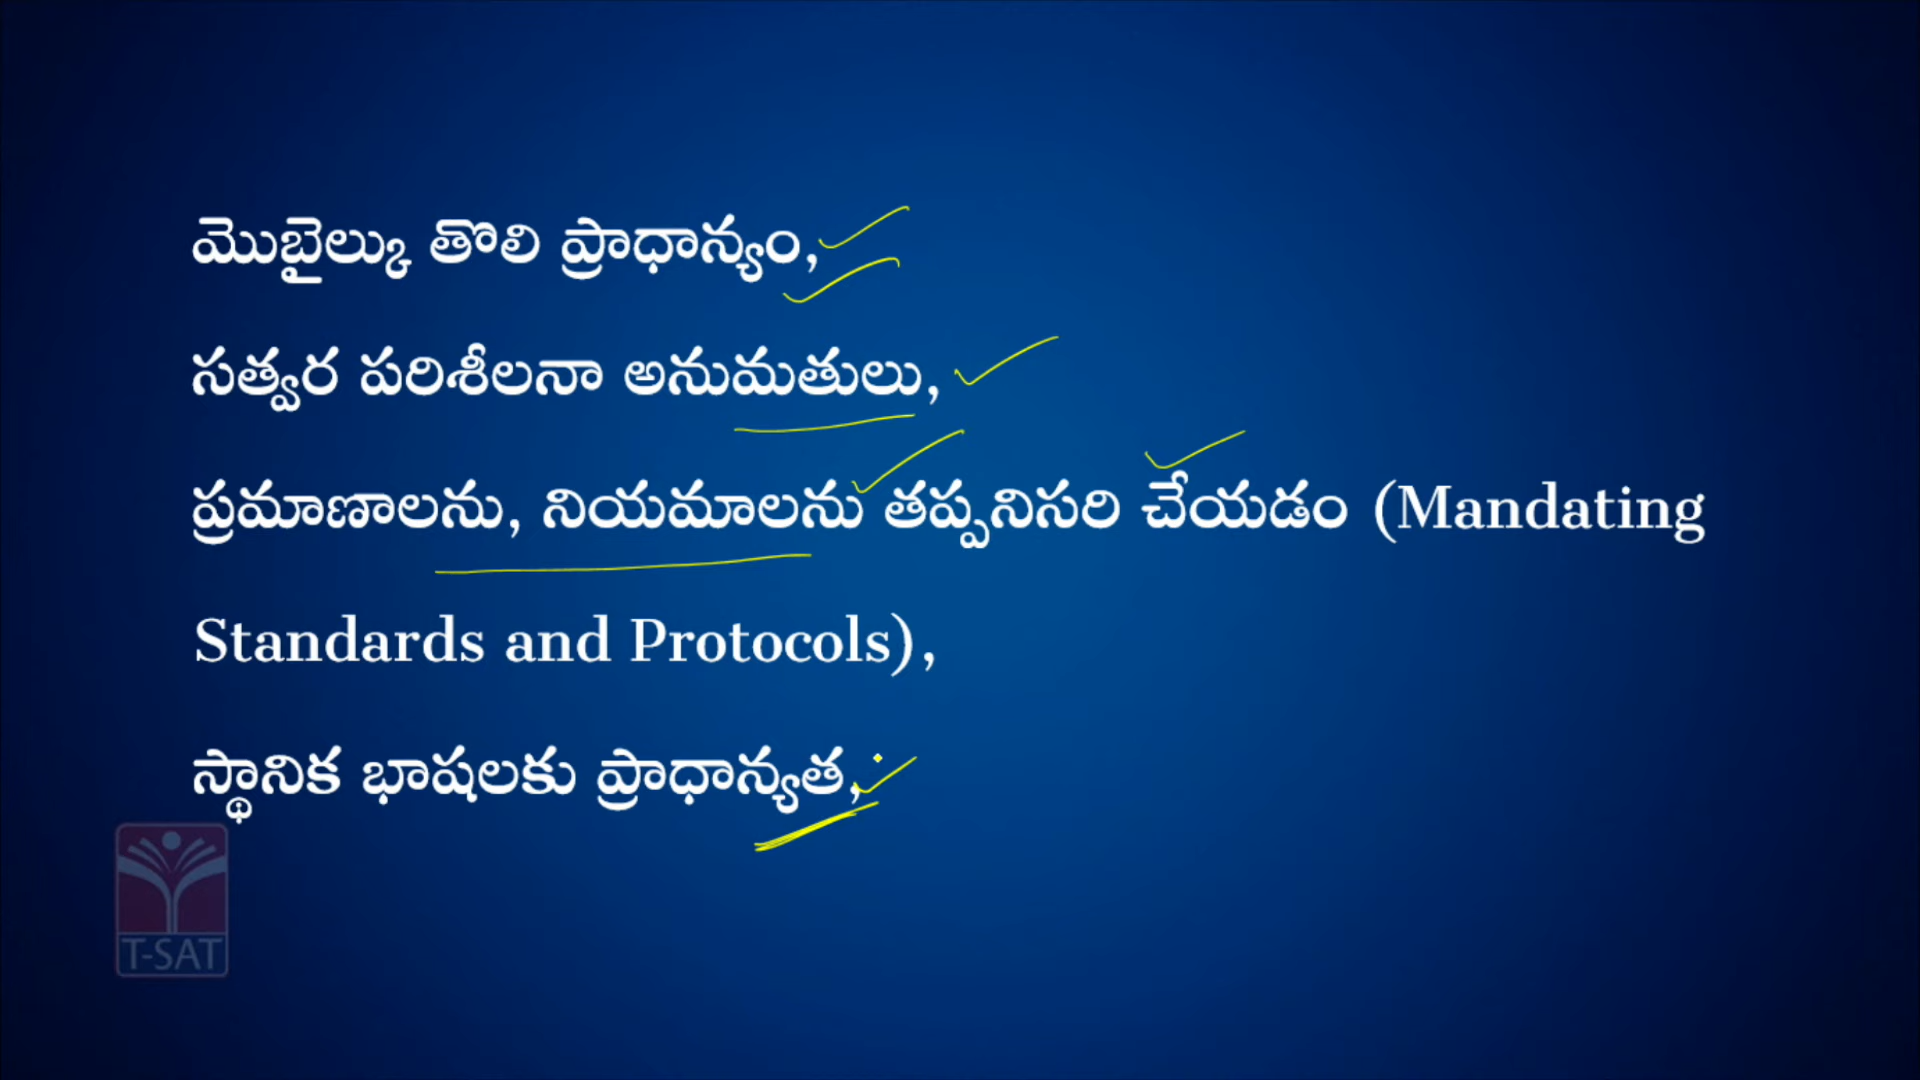 మొబైల్కు తొలి ప్రాధాన్యం,
సత్వర పరిశీలనా అనుమతులు,
ప్రమాణాలను, నియమాలను తప్పనిసరి చేయడం (Mandating
Standards and Protocols),
స్థానిక భాషలకు ప్రాధాన్యత,
T-SAT